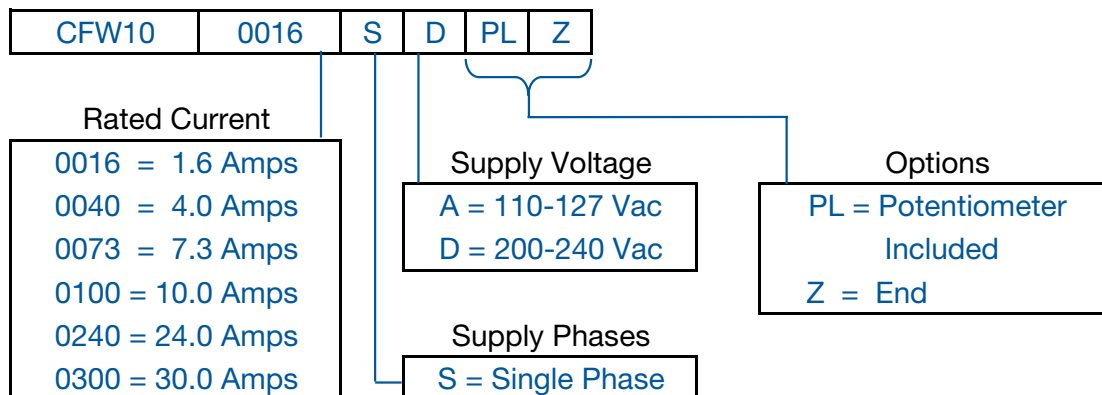 CFW10 0016 S D PL Z
Rated Current
0016 = 1.6 Amps
0040 = 4.0 Amps
0073 = 7.3 Amps
0100 = 10.0 Amps
0240 = 24.0 Amps
0300 = 30.0 Amps
Supply Voltage
A = 110-127 Vac
D = 200-240 Vac
Supply Phases
S = Single Phase
Options
PL = Potentiometer
Included
Z = End